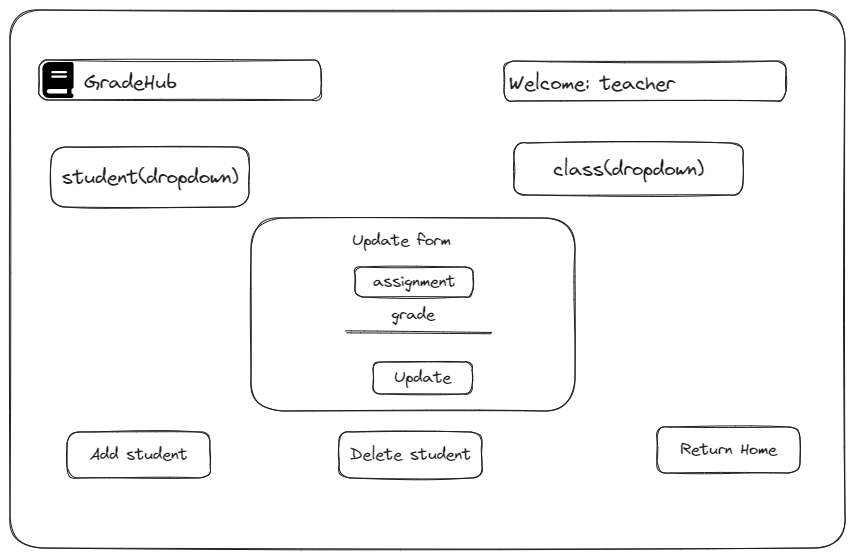 GradeHub
Welcome: teacher
student(dropdown)
class(dropdown)
Update form
assignment
grade
Update
Add student
Delete student
Return Home